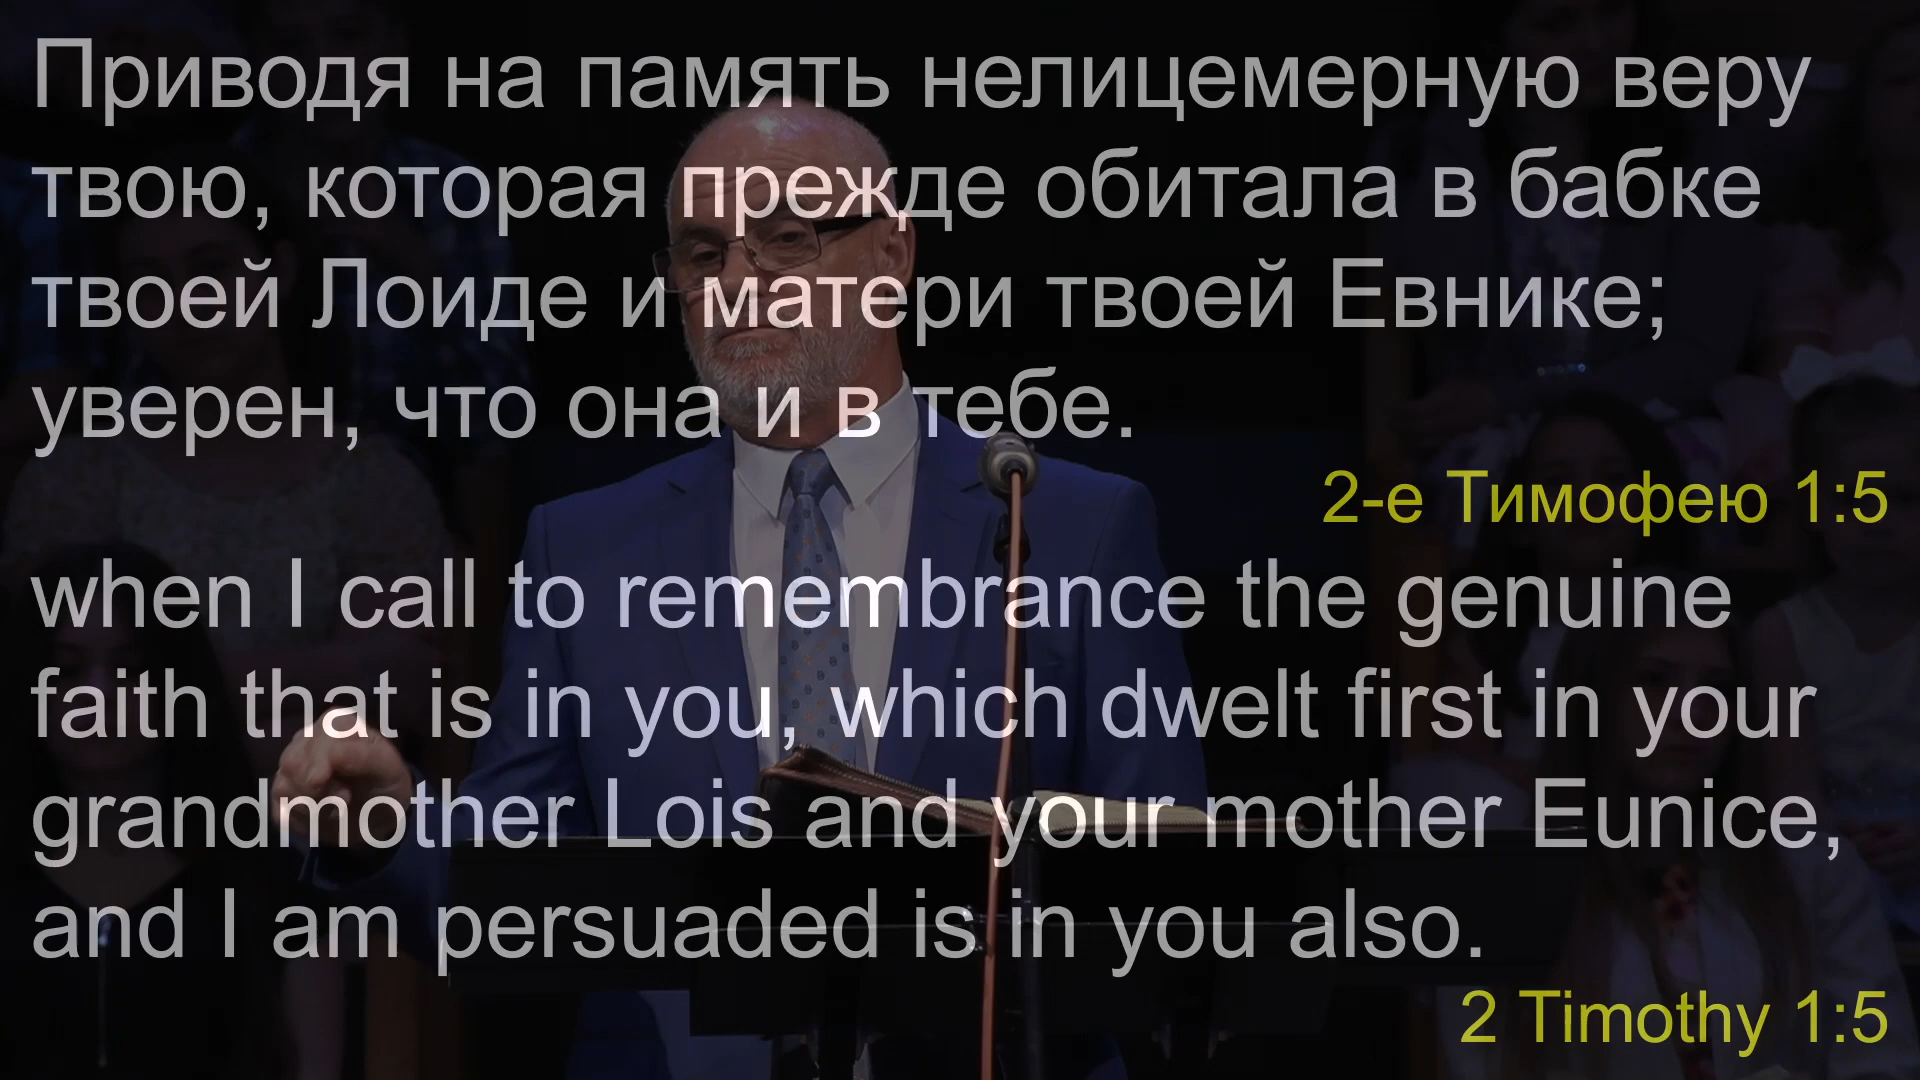 Приводя на память нелицемерную веру
твою, которая прежде обитала в бабке
твоей Лоиде и матери твоей Евнике;
уверен, что она и в тебе.
2-е Тимофею 1:5
when I call to remembrance the genuine
faith that is in you, which dwelt first in your
grandmother Lois and your mother Eunice,
and I am persuaded is in you also.
2 Timothy 1:5